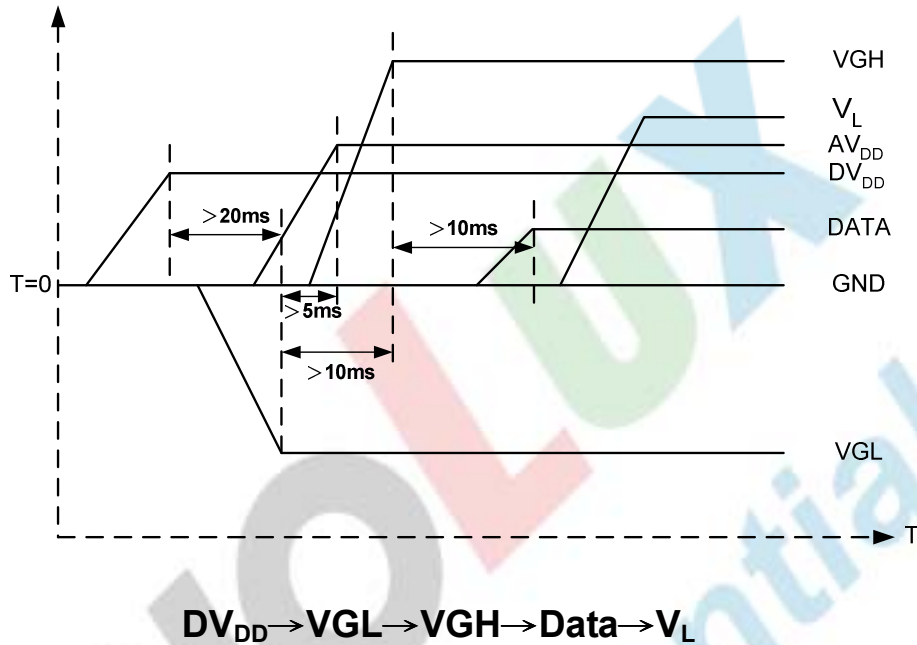 VGH
V_L
AV_DD
DV_DD
>20ms
>10ms
DATA
T=0
GND
>5ms
>10ms
VGL
T
DV_DD→VGL→VGH→Data→V_L